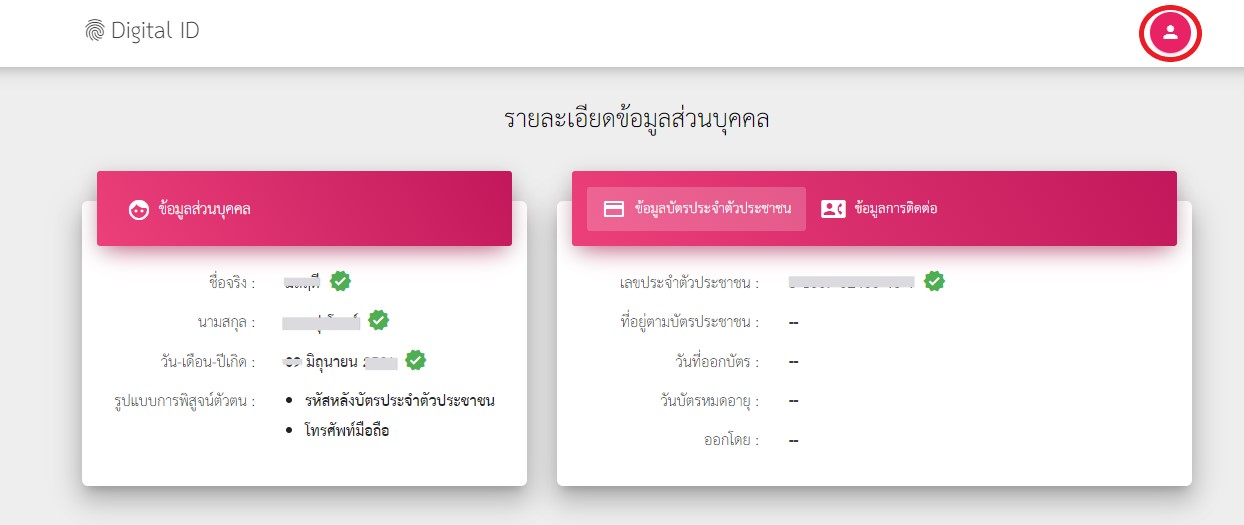 Digital ID
รายละเอียดข้อมูลส่วนบุคคล
ข้อมูลส่วนบุคคล
ชื่อจริง :
นามสกุล :
วัน-เดือน-ปีเกิด : มิถุนายน
รูปแบบการพิสูจน์ตัวตน : • รหัสหลังบัตรประจำตัวประชาชน
• โทรศัพท์มือถือ
ข้อมูลบัตรประจำตัวประชาชน ข้อมูลการติดต่อ
เลขประจำตัวประชาชน :
ที่อยู่ตามบัตรประชาชน : --
วันที่ออกบัตร : --
วันบัตรหมดอายุ : --
ออกโดย : --